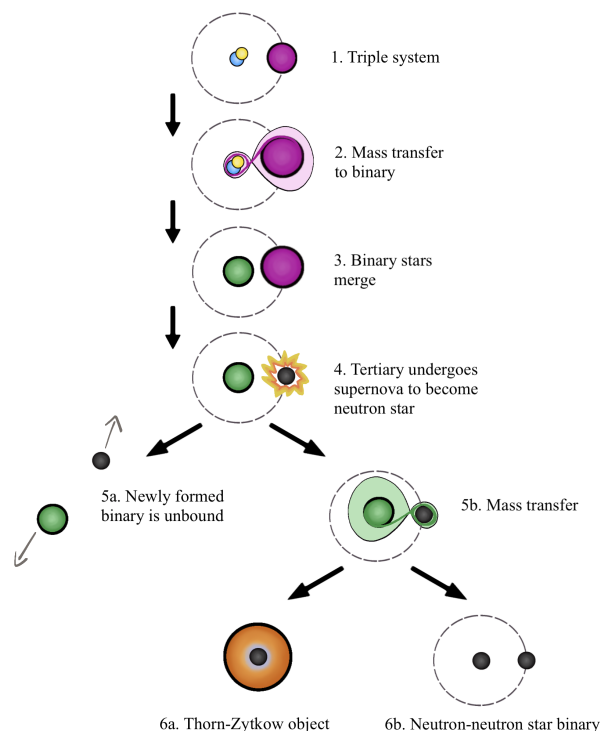 1. Triple system
2. Mass transfer
to binary
3. Binary stars
merge
4. Tertiary undergoes
supernova to become
neutron star
5a. Newly formed
binary is unbound
5b. Mass transfer
6a. Thorn-Zytkow object
6b. Neutron-neutron star binary